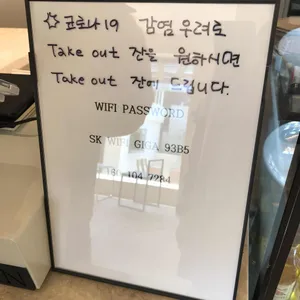 ☆ 코로나 19 감염 우려로
Take out 잔을 원하시면
Take out 잔에 드립니다.
WIFI PASSWORD
SK WIFI GIGA 93B5